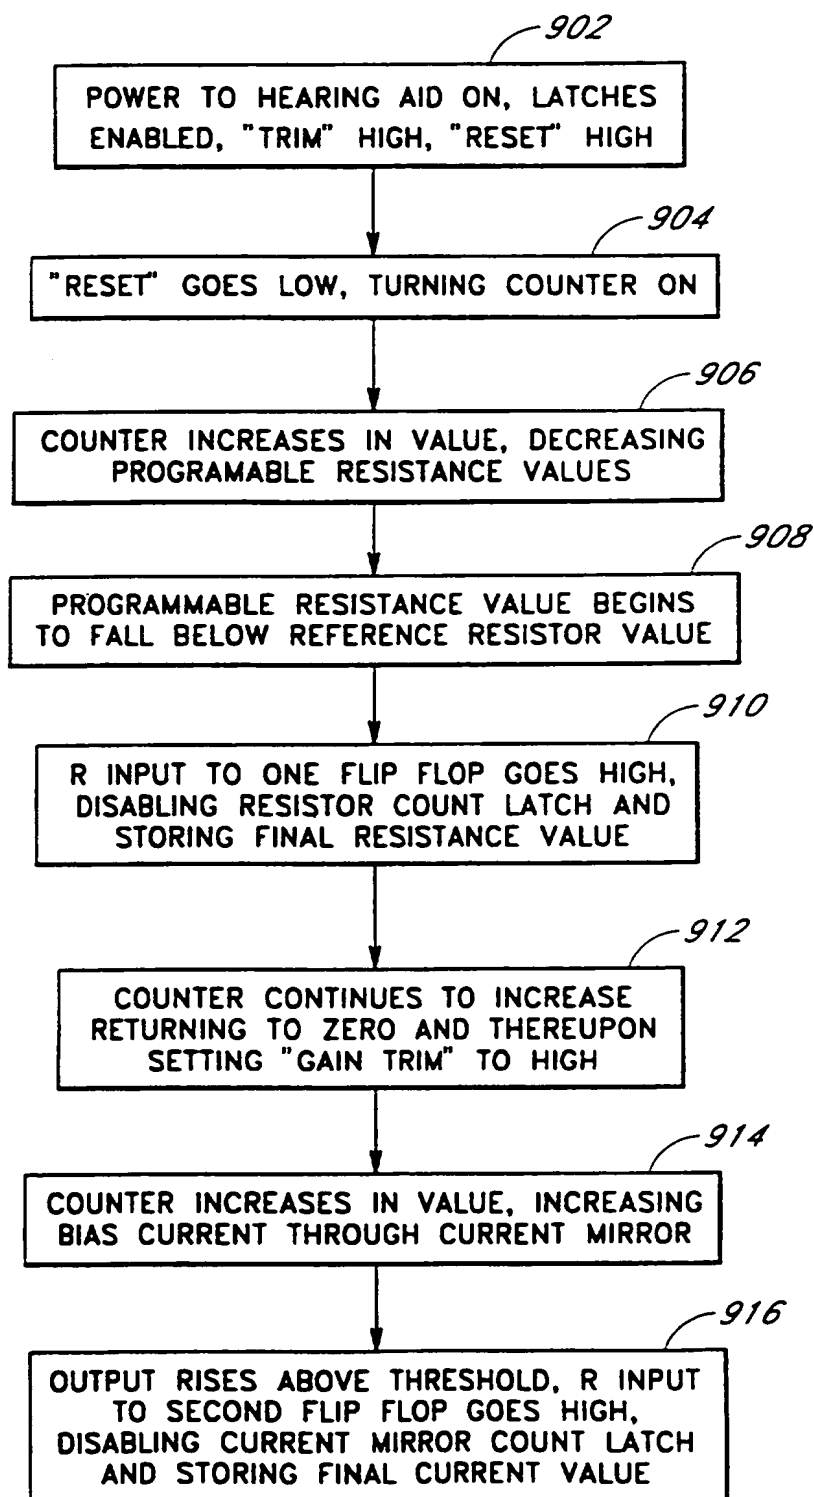 902
POWER TO HEARING AID ON, LATCHES
ENABLED, "TRIM" HIGH, "RESET" HIGH
904
"RESET" GOES LOW, TURNING COUNTER ON
906
COUNTER INCREASES IN VALUE, DECREASING
PROGRAMABLE RESISTANCE VALUES
908
PROGRAMMABLE RESISTANCE VALUE BEGINS
TO FALL BELOW REFERENCE RESISTOR VALUE
910
R INPUT TO ONE FLIP FLOP GOES HIGH,
DISABLING RESISTOR COUNT LATCH AND
STORING FINAL RESISTANCE VALUE
912
COUNTER CONTINUES TO INCREASE
RETURNING TO ZERO AND THEREUPON
SETTING "GAIN TRIM" TO HIGH
914
COUNTER INCREASES IN VALUE, INCREASING
BIAS CURRENT THROUGH CURRENT MIRROR
916
OUTPUT RISES ABOVE THRESHOLD, R INPUT
TO SECOND FLIP FLOP GOES HIGH,
DISABLING CURRENT MIRROR COUNT LATCH
AND STORING FINAL CURRENT VALUE